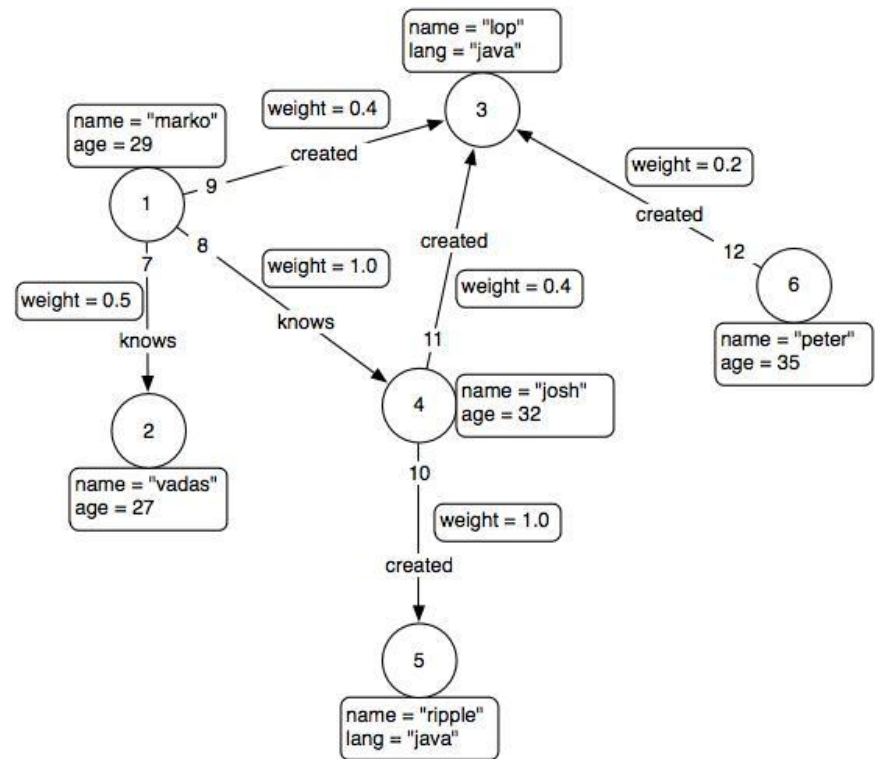 name = "lop"
lang = "java"
3
weight = 0.4
name = "marko"
age = 29
created
9
1
weight = 0.2
created
12
8
7
created
weight = 1.0
weight = 0.5
weight = 0.4
6
knows
knows
11
name = "peter"
age = 35
4
name = "josh"
age = 32
2
10
name = "vadas"
age = 27
weight = 1.0
created
5
name = "ripple"
lang = "java"